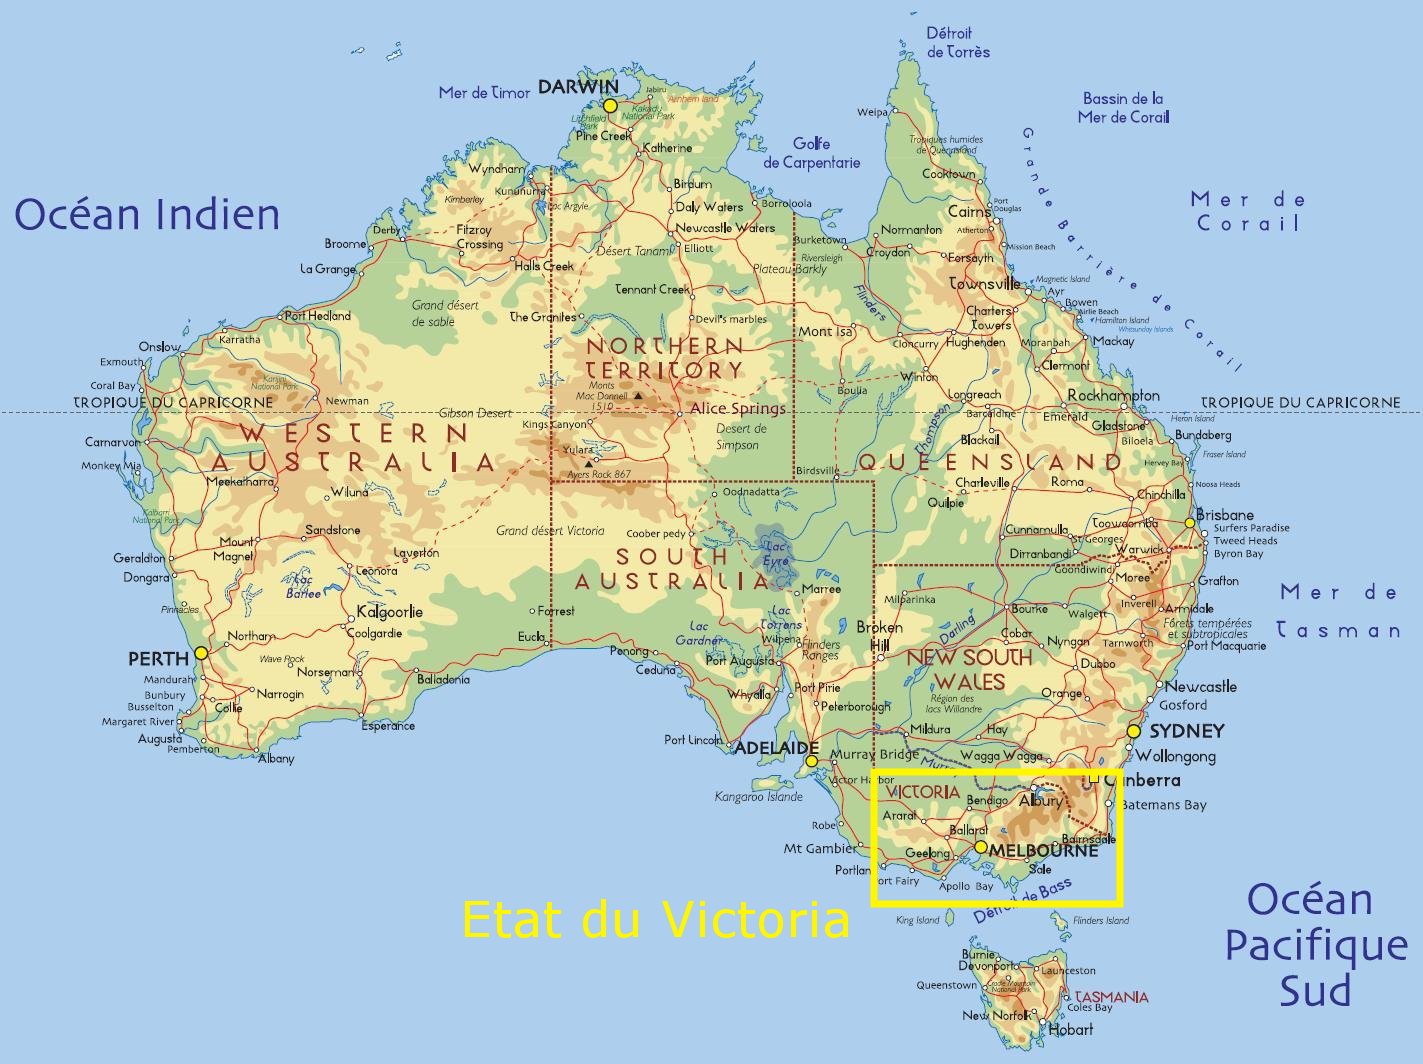 Détroit
de Torrès
Mer de Timor
DARWIN
Jabiru
Arnhem land
Kakadu
National Park
Litchfield
Park
Pine Creek
Katherine
Golfe
de Carpentarie
Weipa
Bassin de la
Mer de Corail
Tropiques humides
de Queensland
Cooktown
Grande Barrière de Corail
Mer de
Corail
Océan Indien
Wyndham
Kununurra
Kimberley
Lac Argyle
Birdum
Daly Waters
Borroloola
Newcastle Waters
Elliott
Port
Douglas
Cairns
Atherton
Mission Beach
Derby
Broome
Fitzroy
Crossing
Halls Creek
La Grange
Désert Tanami
Plateau Barkly
Burketown
Normanton
Croydon
Riversleigh
Forsayth
Townsville
Magnetic Island
Ayr
Bowen
Airlie Beach
Hamilton Island
Whitsunday Islands
Grand désert
de sable
Tennant Creek
The Granites
Devil's marbles
Flinders
Charters
Towers
Mont Isa
Cloncurry
Hughenden
Moranbah
Mackay
Port Hedland
Karratha
Onslow
Exmouth
Coral Bay
NORTHERN
TERRITORY
Winton
Clermont
Karijini
National Park
Newman
Monts
Mac Donnell
1510
Boulia
Longreach
Rockhampton
TROPIQUE DU CAPRICORNE
TROPIQUE DU CAPRICORNE
Gibson Desert
Alice Springs
Kings Canyon
Desert de
Simpson
Thompson
Barcaldine
Emerald
Gladstone
Heron Island
Blackall
Biloela
Bundaberg
Carnarvon
Monkey Mia
WESTERN
AUSTRALIA
Yulara
Ayers Rock 867
Birdsville
QUEENSLAND
Fraser Island
Hervey Bay
Meekatharra
Wiluna
Oodnadatta
Charleville
Roma
Noosa Heads
Quilpie
Chinchilla
Kalbarri
National Park
Sandstone
Grand désert Victoria
Coober pedy
Cunnamulla
Toowoomba
Brisbane
St Georges
Surfers Paradise
Tweed Heads
Byron Bay
Mount
Magnet
Laverton
Leonora
Geraldton
Dongara
SOUTH
AUSTRALIA
Lac
Eyre
Dirranbandi
Warwick
Goondiwind
Moree
Grafton
Lac
Barlee
Marree
Milparinka
Bourke
Walgett
Inverell
Armidale
Mer de
Tasman
Pinnacles
Kalgoorlie
Coolgardie
Forrest
Eucla
Lac
Torrens
Lac
Gardner
Wilpena
Flinders
Ranges
Broken
Hill
Darling
Cobar
Nyngan
Tarnworth
Forêts tempérées
et subtropicales
Port Macquarie
Northam
PERTH
Wave Rock
Norseman
Balladonia
Penong
Ceduna
Port Augusta
NEW SOUTH
WALES
Dubbo
Mandurah
Bunbury
Busselton
Margaret River
Augusta
Pemberton
Collie
Narrogin
Albany
Esperance
Whyalla
Port Pirie
Peterborough
Région des
lacs Willandre
Orange
Newcastle
Gosford
Port Lincoln
ADELAIDE
Murray Bridge
Mildura
Hay
Murray
Wagga Wagga
SYDNEY
Wollongong
Victor Harbor
Kangaroo Islande
Canberra
Batemans Bay
VICTORIA
Bendigo
Albury
Ararat
Robe
Ballarat
Bairnsdale
Mt Gambier
Geelong
MELBOURNE
Portland
Port Fairy
Apollo Bay
Sale
Détroit de Bass
Etat du Victoria
King Island
Flinders Island
Océan
Pacifique
Sud
Burnie
Devonport
Launceston
Queenstown
Cradle Mountain
National Park
TASMANIA
Coles Bay
New Norfolk
Hobart